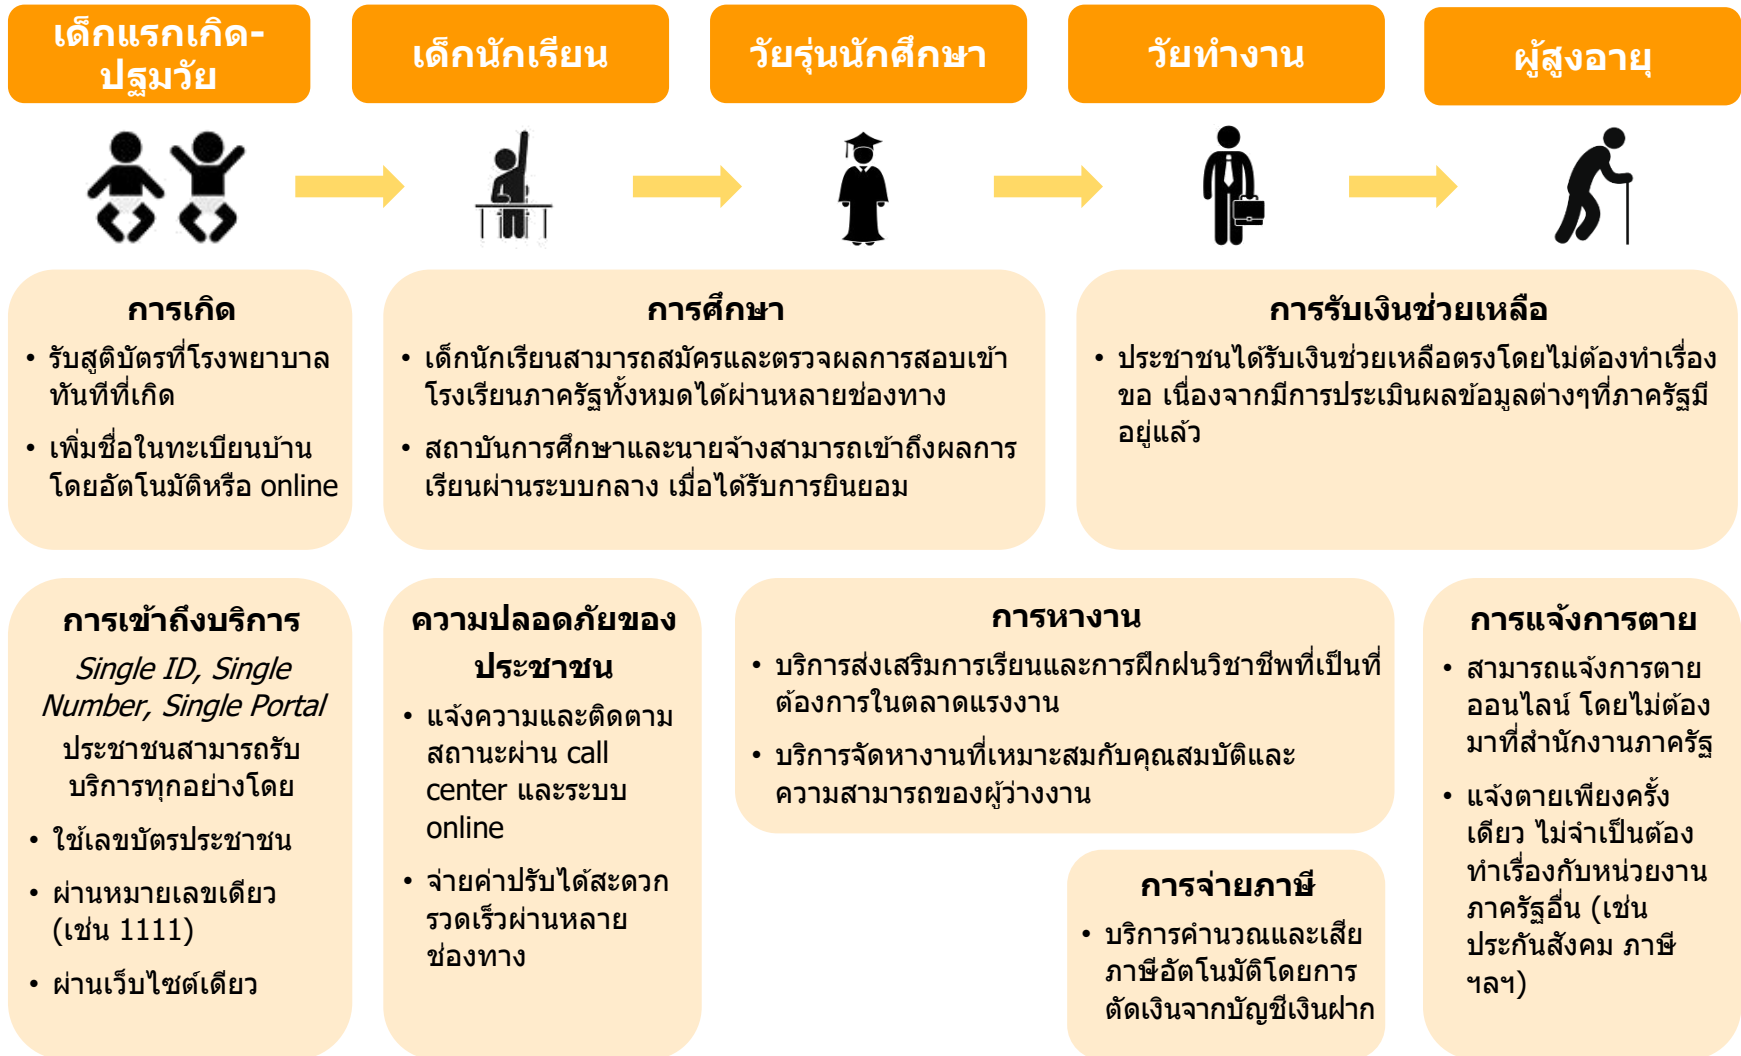 เด็กแรกเกิด-
ปฐมวัย
เด็กนักเรียน
วัยรุ่นนักศึกษา
วัยทำงาน
ผู้สูงอายุ
การเกิด
• รับสูติบัตรที่โรงพยาบาล
ทันทีที่เกิด
• เพิ่มชื่อในทะเบียนบ้าน
โดยอัตโนมัติหรือ online
การศึกษา
• เด็กนักเรียนสามารถสมัครและตรวจผลการสอบเข้า
โรงเรียนภาครัฐทั้งหมดได้ผ่านหลายช่องทาง
• สถาบันการศึกษาและนายจ้างสามารถเข้าถึงผลการ
เรียนผ่านระบบกลาง เมื่อได้รับการยินยอม
การรับเงินช่วยเหลือ
• ประชาชนได้รับเงินช่วยเหลือตรงโดยไม่ต้องทำเรื่อง
ขอ เนื่องจากมีการประเมินผลข้อมูลต่างๆที่ภาครัฐมี
อยู่แล้ว
การเข้าถึงบริการ
Single ID, Single
Number, Single Portal
ประชาชนสามารถรับ
บริการทุกอย่างโดย
• ใช้เลขบัตรประชาชน
• ผ่านหมายเลขเดียว
(เช่น 1111)
• ผ่านเว็บไซต์เดียว
ความปลอดภัยของ
ประชาชน
• แจ้งความและติดตาม
สถานะผ่าน call
center และระบบ
online
• จ่ายค่าปรับได้สะดวก
รวดเร็วผ่านหลาย
ช่องทาง
การหางาน
• บริการส่งเสริมการเรียนและการฝึกฝนวิชาชีพที่เป็นที่
ต้องการในตลาดแรงงาน
• บริการจัดหางานที่เหมาะสมกับคุณสมบัติและ
ความสามารถของผู้ว่างงาน
การจ่ายภาษี
• บริการคำนวณและเสีย
ภาษีอัตโนมัติโดยการ
ตัดเงินจากบัญชีเงินฝาก
การแจ้งการตาย
• สามารถแจ้งการตาย
ออนไลน์ โดยไม่ต้อง
มาที่สำนักงานภาครัฐ
• แจ้งตายเพียงครั้ง
เดียว ไม่จำเป็นต้อง
ทำเรื่องกับหน่วยงาน
ภาครัฐอื่น (เช่น
ประกันสังคม ภาษี
ฯลฯ)